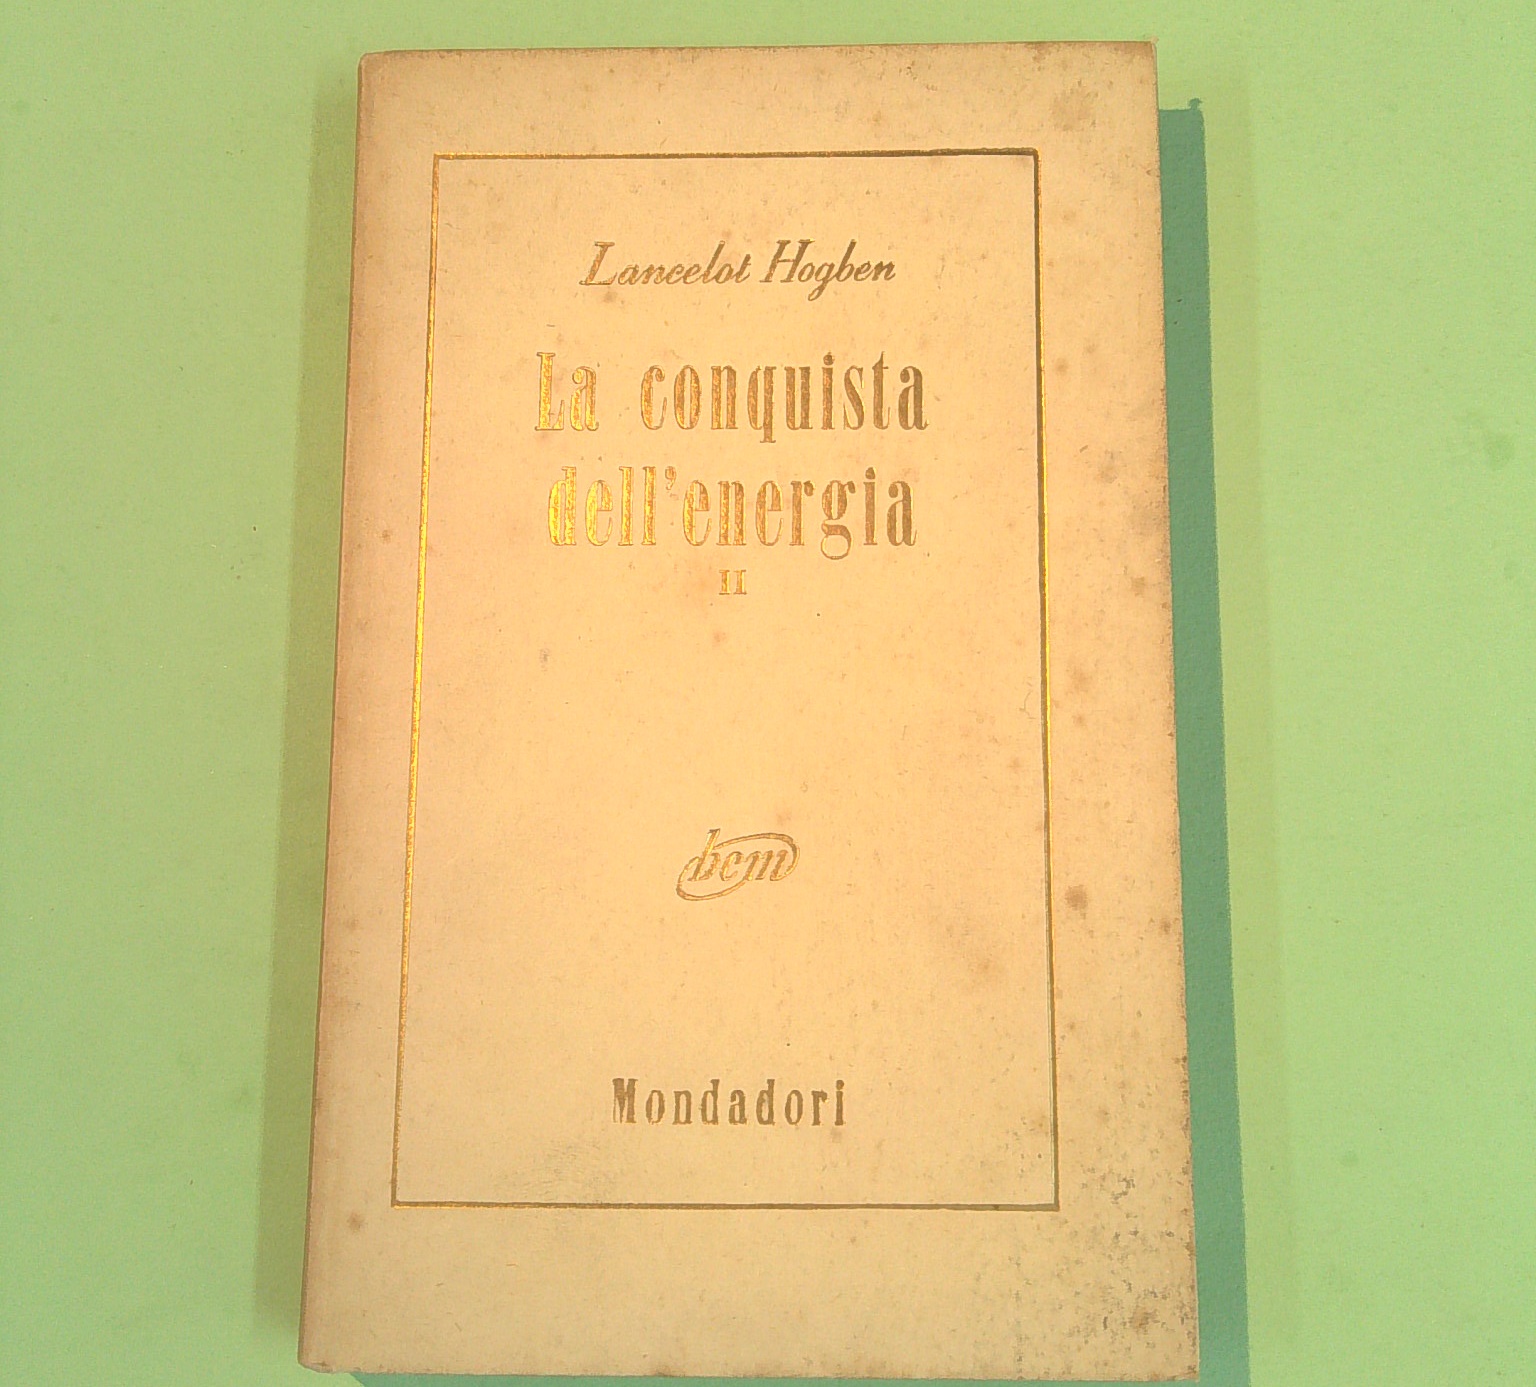 Lancelot Hogben
La conquista
dell'energia
II
bcm
Mondadori